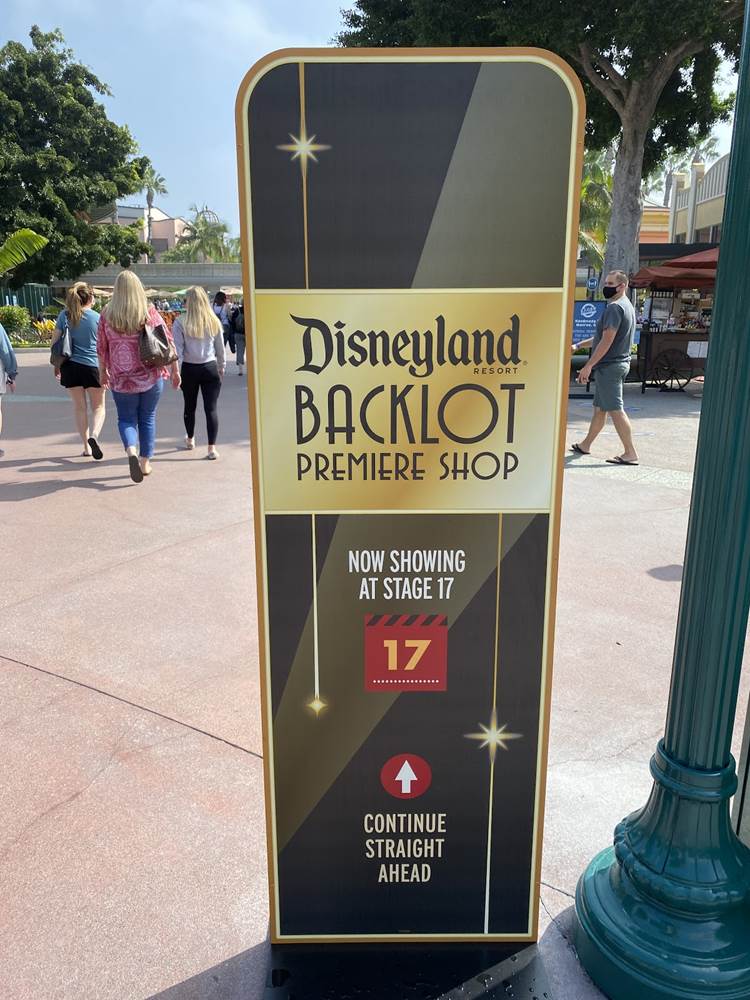 Disneyland
RESORT
BACKLOT
PREMIERE SHOP
NOW SHOWING
AT STAGE 17
17
CONTINUE
STRAIGHT
AHEAD